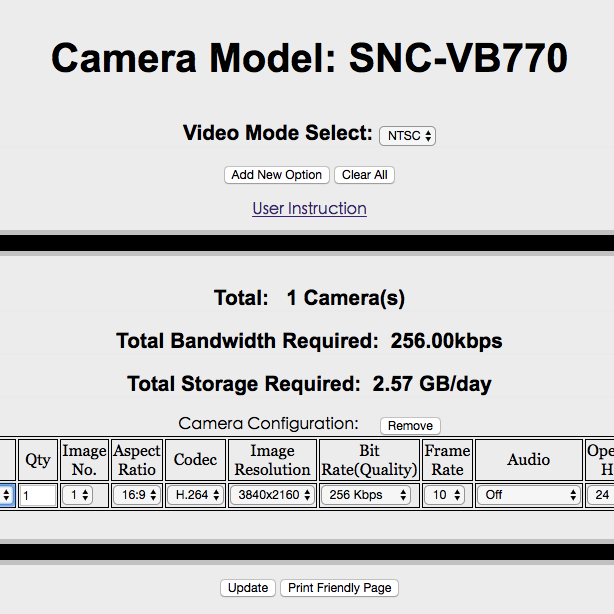 Camera Model: SNC-VB770
Video Mode Select: NTSC
Add New Option Clear All
User Instruction
Total: 1 Camera(s)
Total Bandwidth Required: 256.00kbps
Total Storage Required: 2.57 GB/day
Camera Configuration: Remove
Qty Image No. Aspect Ratio Codec Image Resolution Bit Rate(Quality) Frame Rate Audio Ope H
1 1 16:9 H.264 3840x2160 256 Kbps 10 Off 24
Update Print Friendly Page